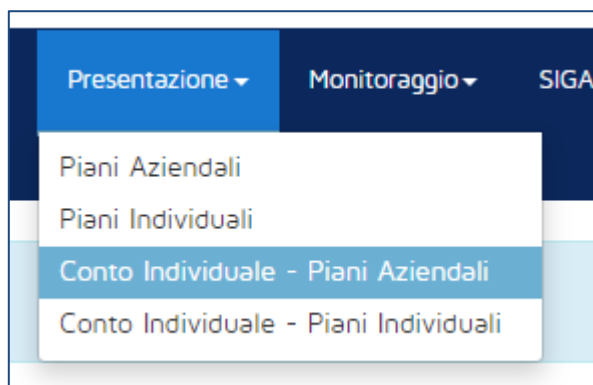 Presentazione Monitoraggio SIGA
Piani Aziendali
Piani Individuali
Conto Individuale - Piani Aziendali
Conto Individuale - Piani Individuali